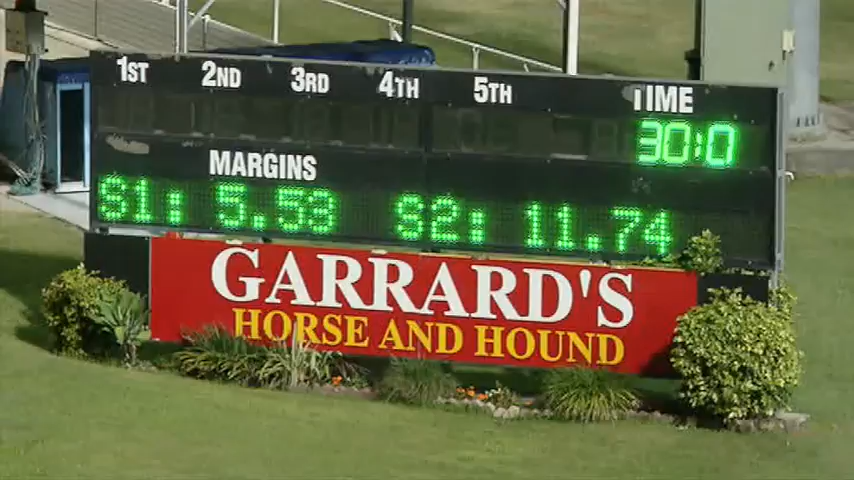 1ST 2ND 3RD 4TH 5TH TIME
30:0
MARGINS
S1: 5.53 S2: 11.74
GARRARD'S
HORSE AND HOUND